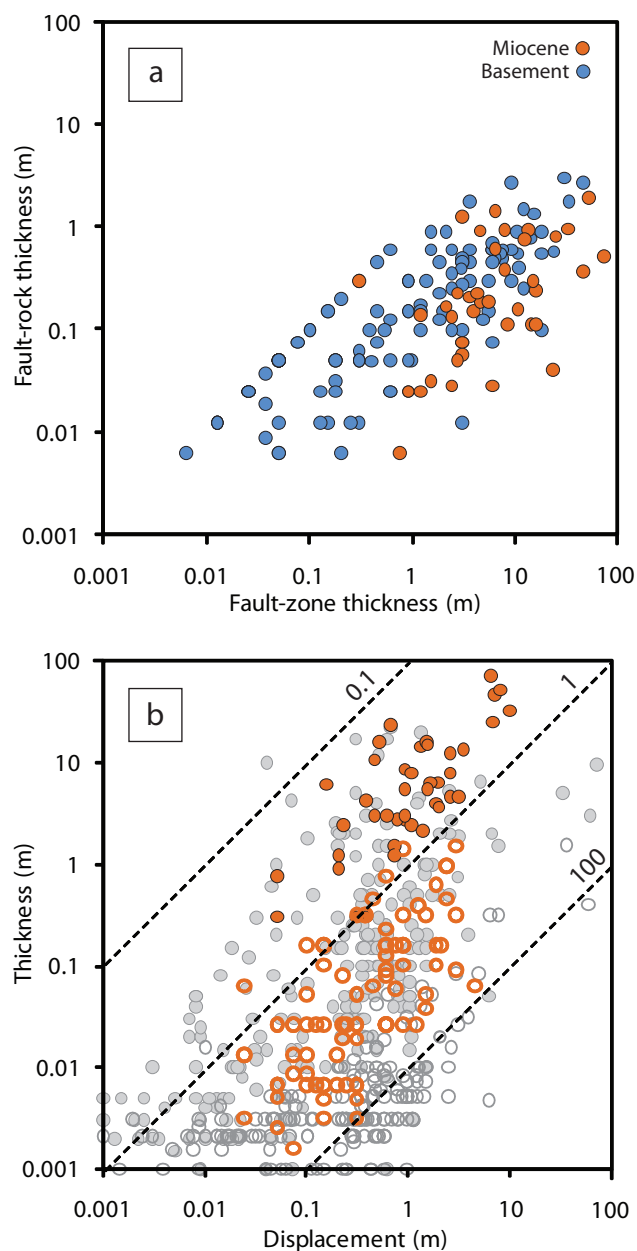 100
a
Miocene
Basement
10
1
0.1
0.01
0.001
Fault-rock thickness (m)
0.001 0.01 0.1 1 10 100
Fault-zone thickness (m)
100
b
0.1
1
10
1
100
0.1
0.01
0.001
Thickness (m)
0.001 0.01 0.1 1 10 100
Displacement (m)